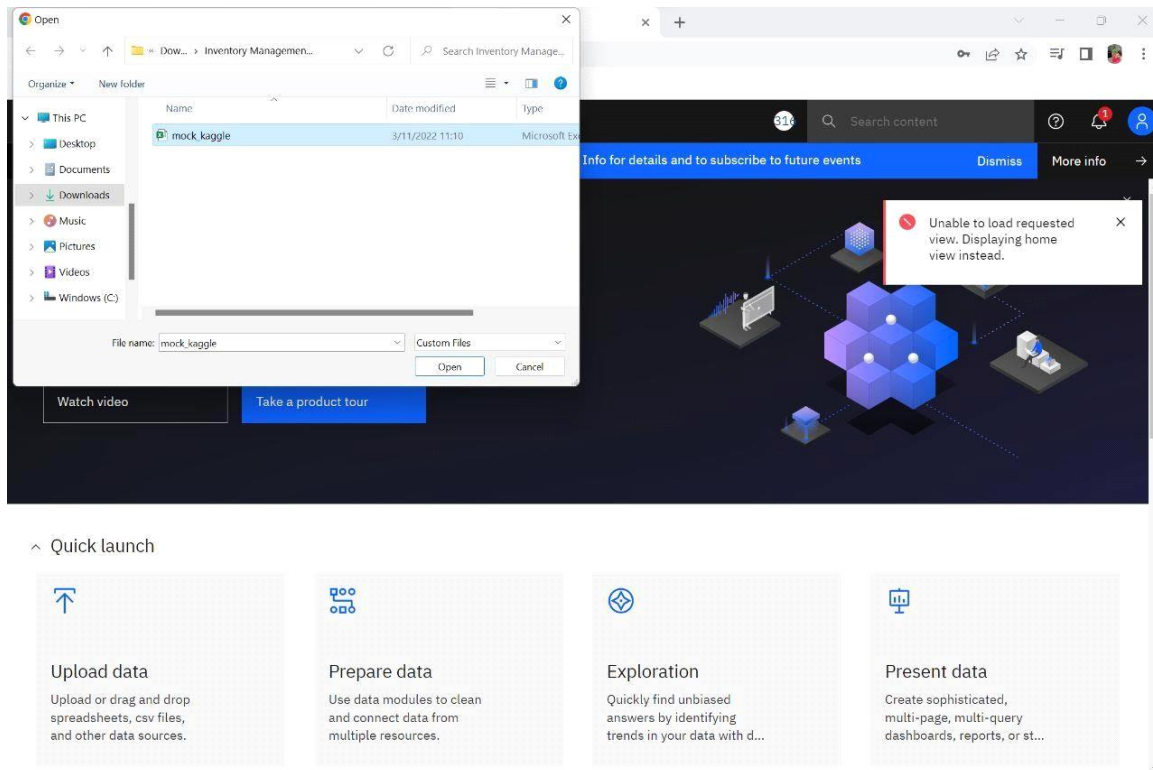 Open
« Dow... › Inventory Managemen...
Search Inventory Manage...
Organize
New folder
Name
Date modified
Type
This PC
mock_kaggle
3/11/2022 11:10
Microsoft Ex
Desktop
Documents
Downloads
Music
Pictures
Videos
Windows (C:)
File name:
mock_kaggle
Custom Files
Open
Cancel
316
Search content
1
Info for details and to subscribe to future events
Dismiss
More info
Unable to load requested
view. Displaying home
view instead.
Watch video
Take a product tour
Quick launch
Upload data
Upload or drag and drop
spreadsheets, csv files,
and other data sources.
Prepare data
Use data modules to clean
and connect data from
multiple resources.
Exploration
Quickly find unbiased
answers by identifying
trends in your data with d...
Present data
Create sophisticated,
multi-page, multi-query
dashboards, reports, or st...